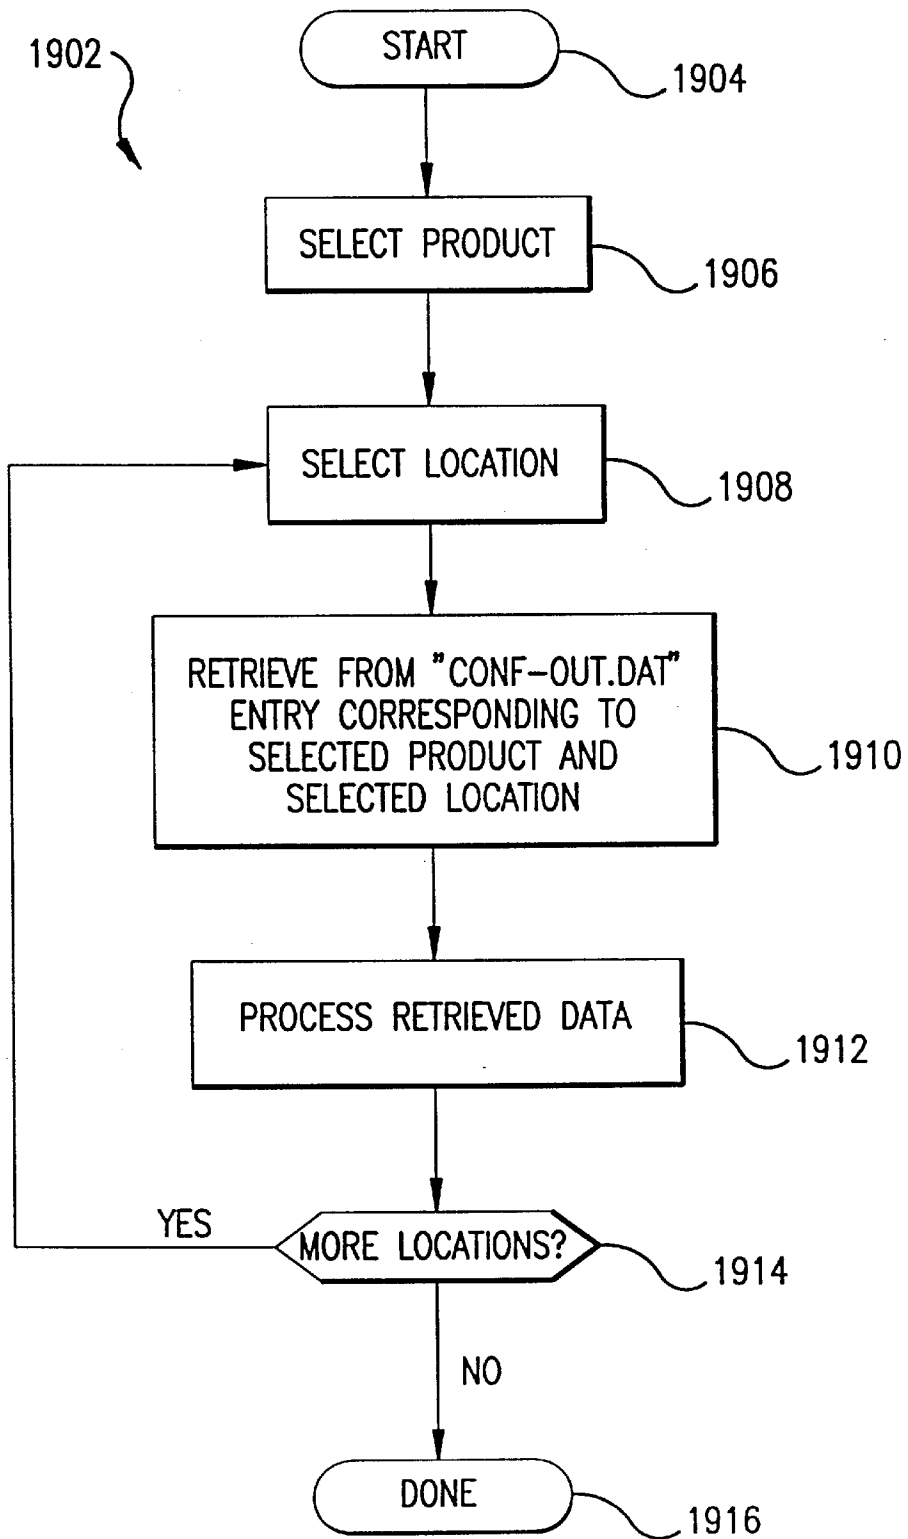 1902
START
1904
SELECT PRODUCT
1906
SELECT LOCATION
1908
RETRIEVE FROM "CONF-OUT.DAT"
ENTRY CORRESPONDING TO
SELECTED PRODUCT AND
SELECTED LOCATION
1910
PROCESS RETRIEVED DATA
1912
YES
MORE LOCATIONS?
1914
NO
DONE
1916